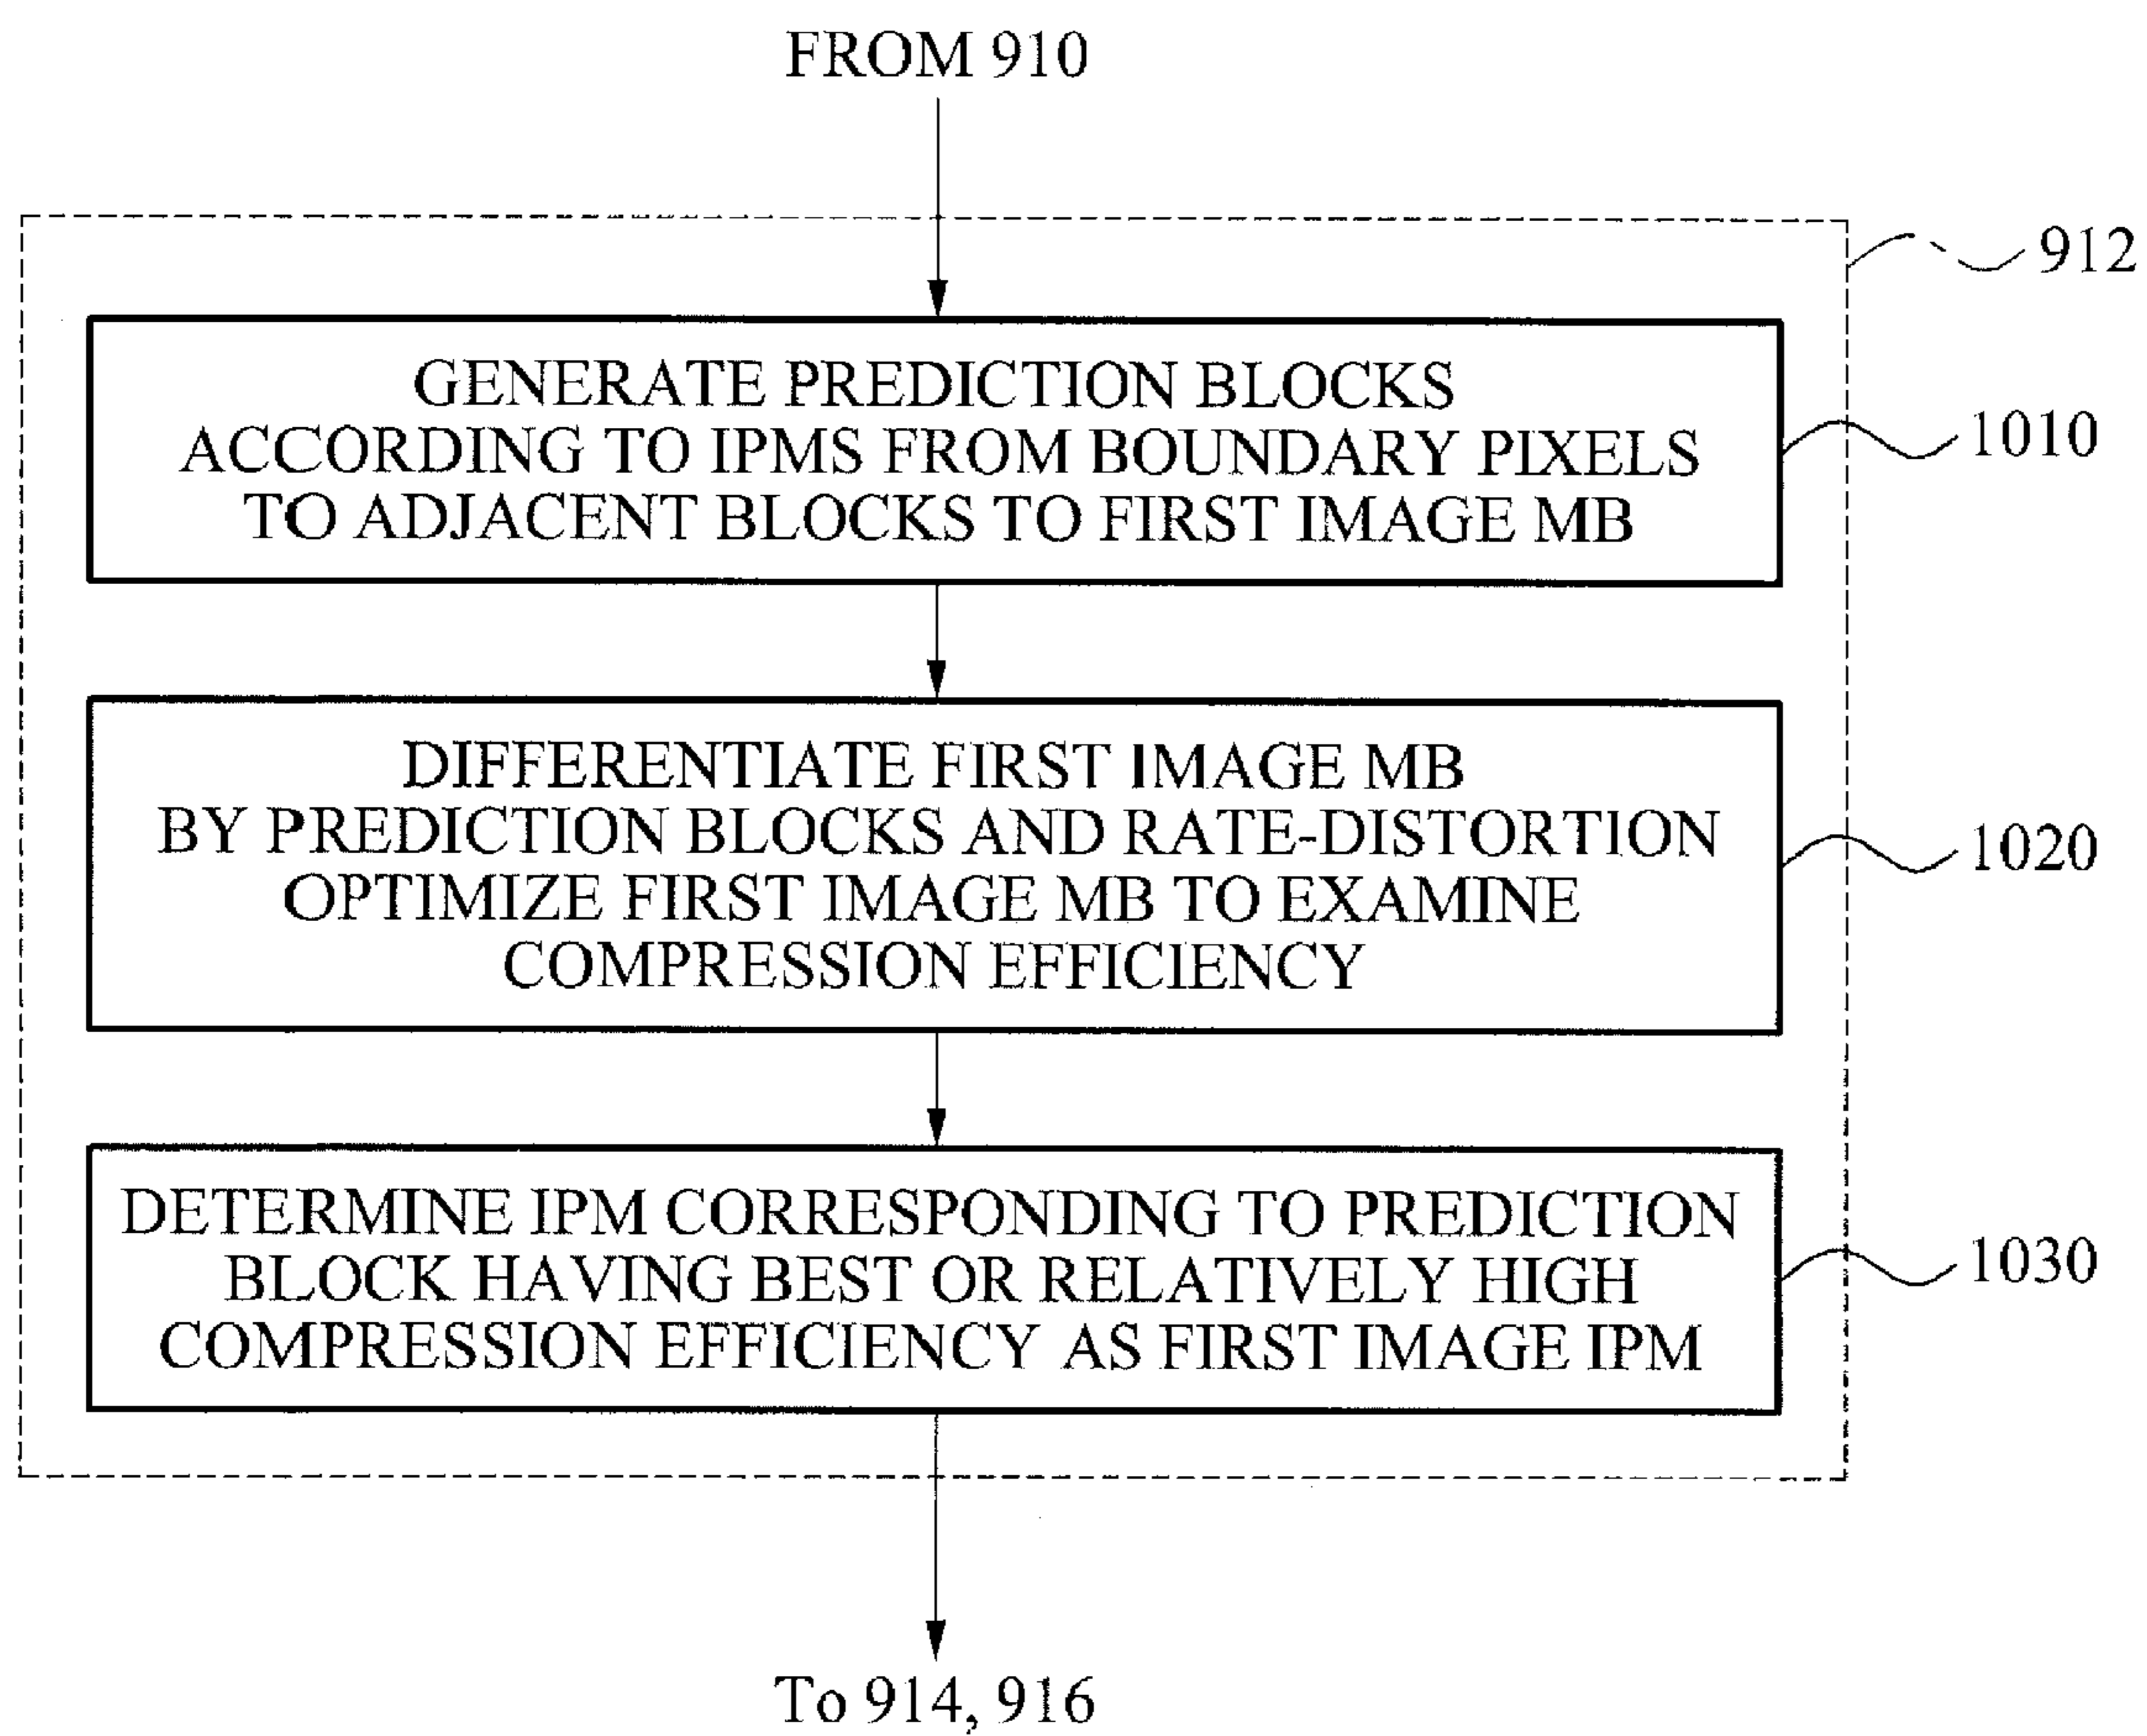 FROM 910
912
GENERATE PREDICTION BLOCKS
ACCORDING TO IPMS FROM BOUNDARY PIXELS
TO ADJACENT BLOCKS TO FIRST IMAGE MB
1010
DIFFERENTIATE FIRST IMAGE MB
BY PREDICTION BLOCKS AND RATE-DISTORTION
OPTIMIZE FIRST IMAGE MB TO EXAMINE
COMPRESSION EFFICIENCY
1020
DETERMINE IPM CORRESPONDING TO PREDICTION
BLOCK HAVING BEST OR RELATIVELY HIGH
COMPRESSION EFFICIENCY AS FIRST IMAGE IPM
1030
To 914, 916